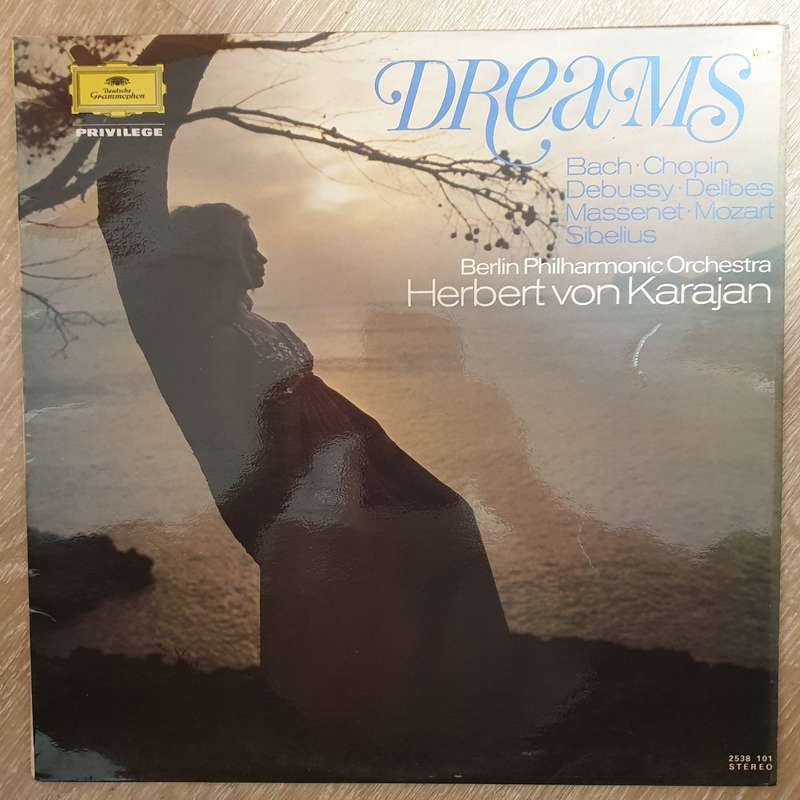 Deutsche
Grammophon
PRIVILEGE
DREAMS
Bach · Chopin
Debussy · Delibes
Massenet · Mozart
Sibelius
Berlin Philharmonic Orchestra
Herbert von Karajan
2538 101
STEREO